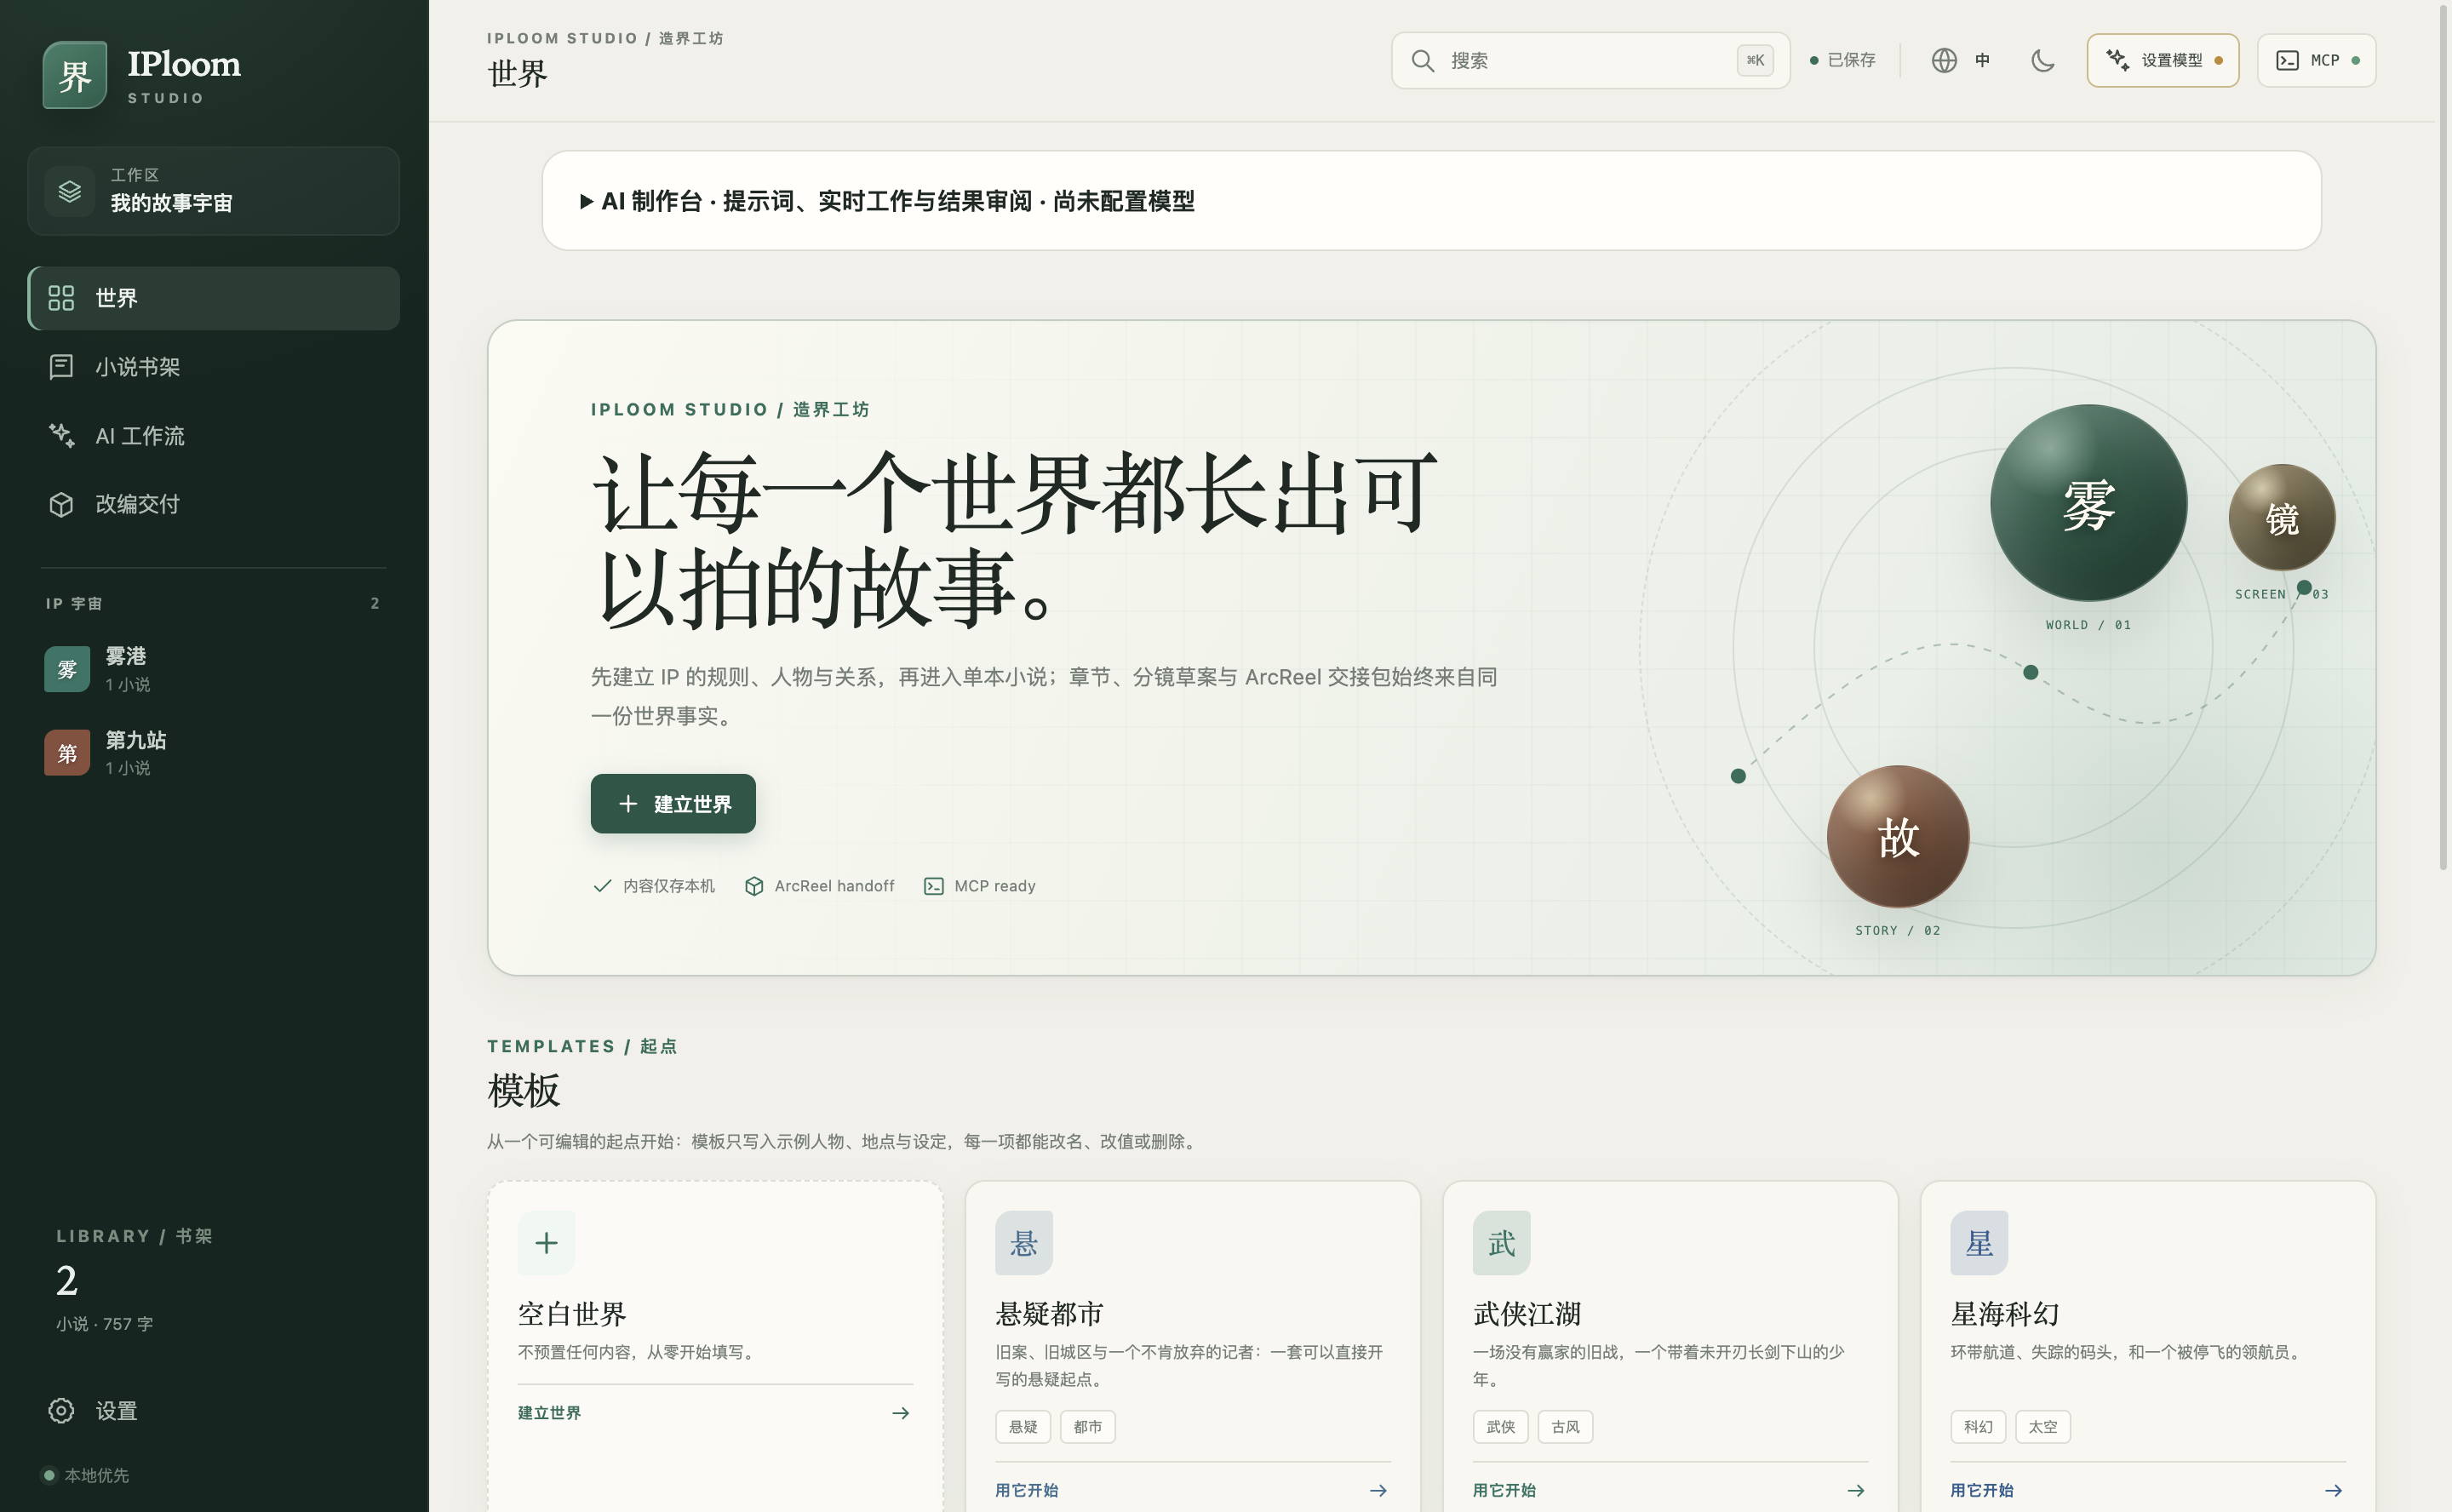 界
IPloom
STUDIO
工作区
我的故事宇宙
世界
小说书架
AI 工作流
改编交付
IP 宇宙
2
雾
雾港
1 小说
第
第九站
1 小说
LIBRARY / 书架
2
小说 · 757 字
设置
本地优先
IPLOOM STUDIO / 造界工坊
世界
搜索
⌘K
已保存
中
设置模型
MCP
AI 制作台 · 提示词、实时工作与结果审阅 · 尚未配置模型
IPLOOM STUDIO / 造界工坊
让每一个世界都长出可
以拍的故事。
先建立 IP 的规则、人物与关系，再进入单本小说；章节、分镜草案与 ArcReel 交接包始终来自同
一份世界事实。
建立世界
内容仅存本机
ArcReel handoff
MCP ready
雾
WORLD / 01
镜
SCREEN / 03
故
STORY / 02
TEMPLATES / 起点
模板
从一个可编辑的起点开始：模板只写入示例人物、地点与设定，每一项都能改名、改值或删除。
空白世界
不预置任何内容，从零开始填写。
建立世界
悬
悬疑都市
旧案、旧城区与一个不肯放弃的记者：一套可以直接开
写的悬疑起点。
悬疑
都市
用它开始
武
武侠江湖
一场没有赢家的旧战，一个带着未开刃长剑下山的少
年。
武侠
古风
用它开始
星
星海科幻
环带航道、失踪的码头，和一个被停飞的领航员。
科幻
太空
用它开始